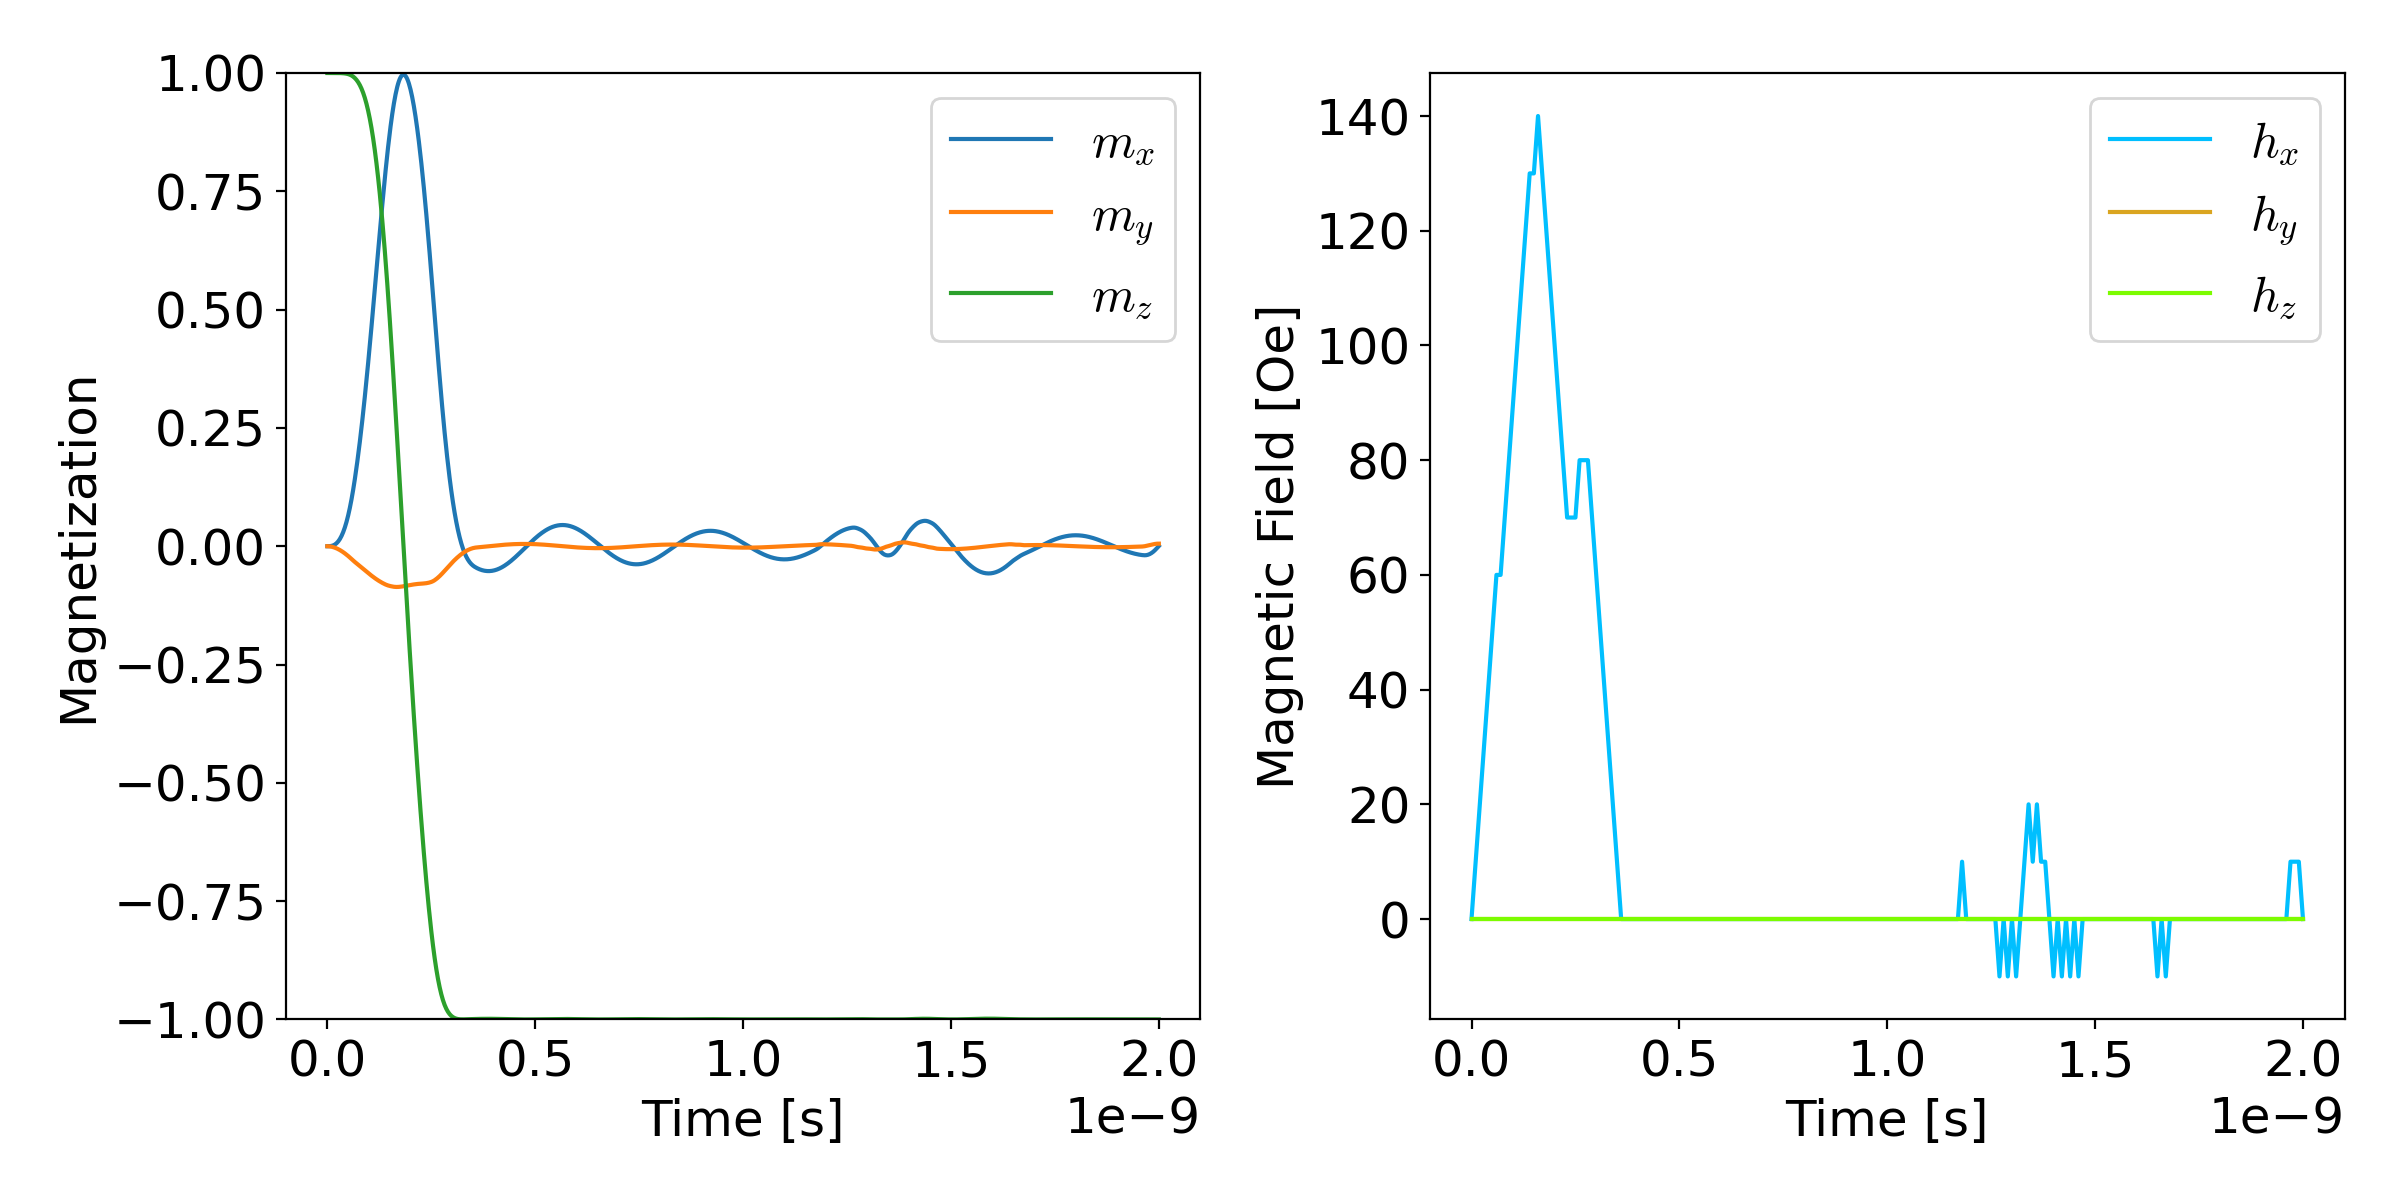 1.00
0.75
0.50
0.25
0.00
−0.25
−0.50
−0.75
−1.00
Magnetization
m_x
m_y
m_z
0.0 0.5 1.0 1.5 2.0
Time [s] 1e−9
140
120
100
80
60
40
20
0
Magnetic Field [Oe]
h_x
h_y
h_z
0.0 0.5 1.0 1.5 2.0
Time [s] 1e−9